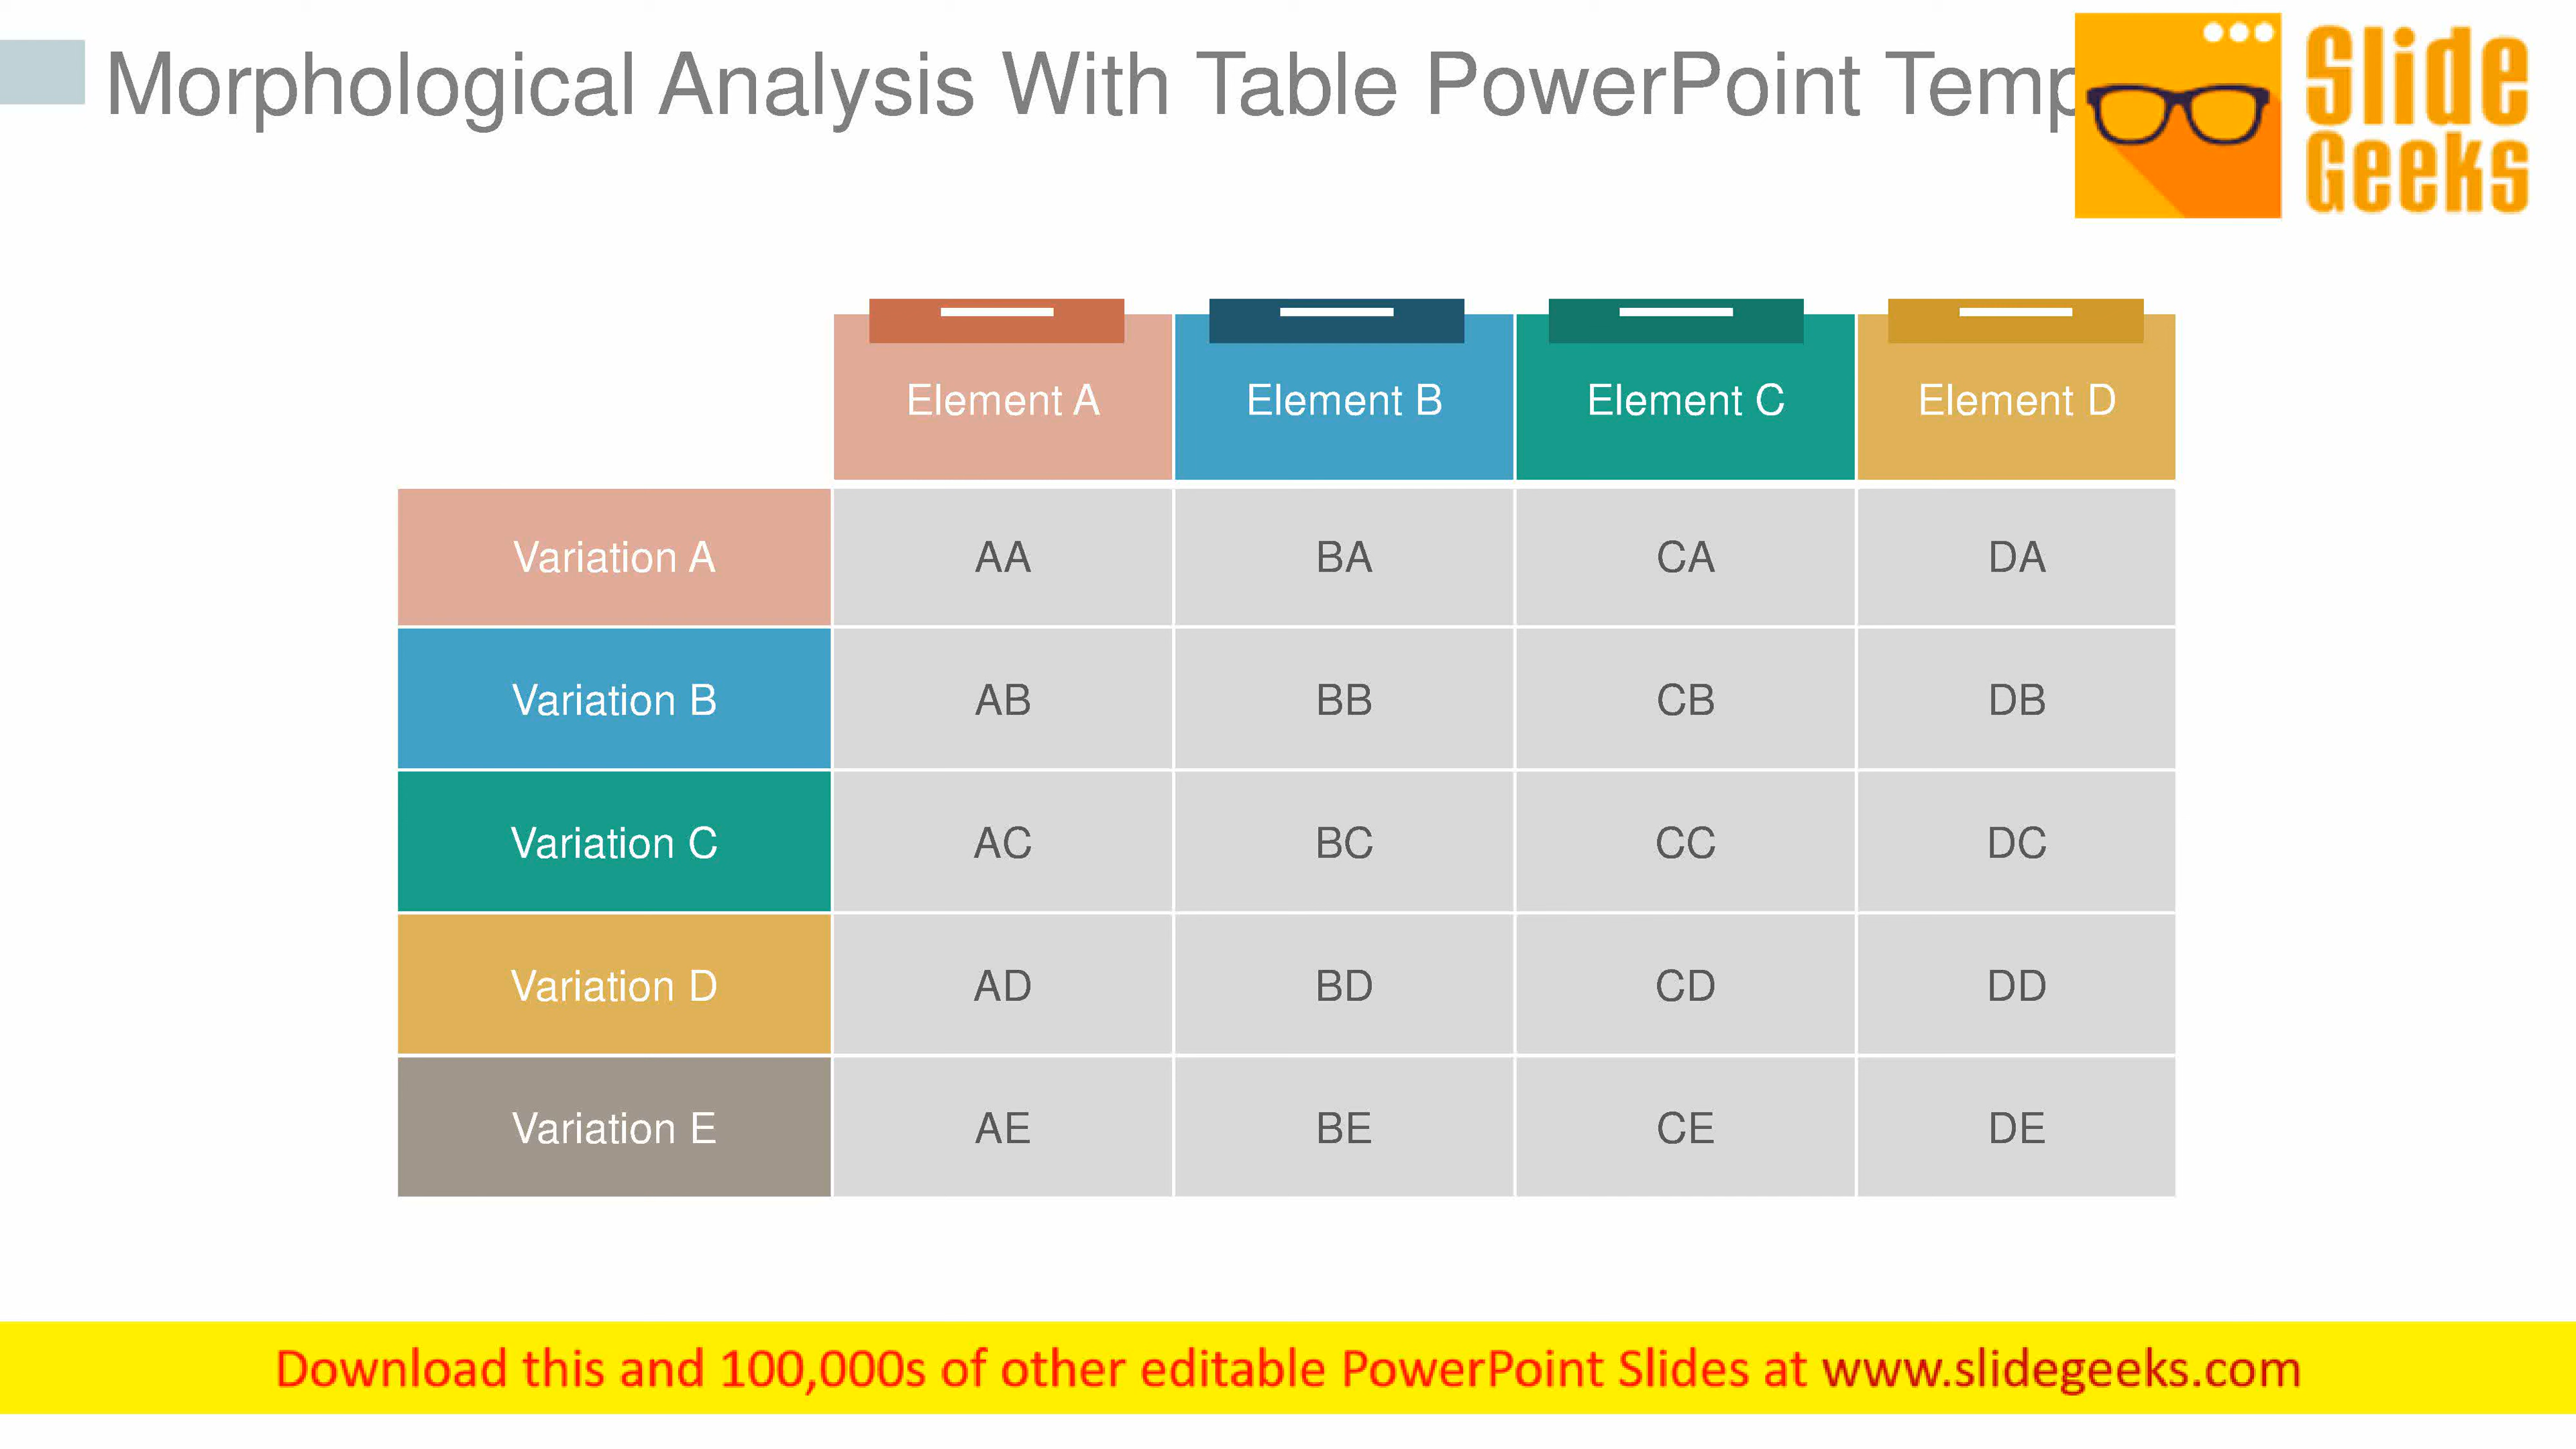 Morphological Analysis With Table PowerPoint Temp
Slide
Geeks
Element A Element B Element C Element D
Variation A AA BA CA DA
Variation B AB BB CB DB
Variation C AC BC CC DC
Variation D AD BD CD DD
Variation E AE BE CE DE
Download this and 100,000s of other editable PowerPoint Slides at www.slidegeeks.com